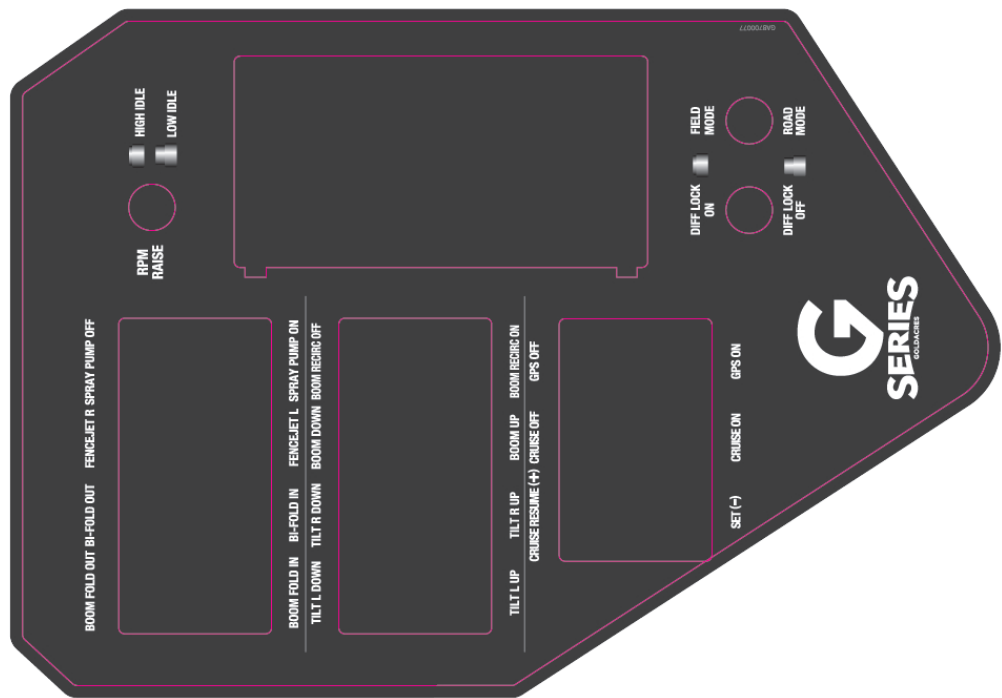 GA8700077
HIGH IDLE
LOW IDLE
RPM
RAISE
FIELD
MODE
ROAD
MODE
DIFF LOCK
ON
DIFF LOCK
OFF
BOOM FOLD OUT BI-FOLD OUT FENCEJET R SPRAY PUMP OFF
BOOM FOLD IN BI-FOLD IN FENCEJET L SPRAY PUMP ON
TILT L DOWN TILT R DOWN BOOM DOWN BOOM RECIRC OFF
TILT L UP TILT R UP BOOM UP BOOM RECIRC ON
CRUISE RESUME (+) CRUISE OFF GPS OFF
SET (-) CRUISE ON GPS ON
G
SERIES
GOLDACRES